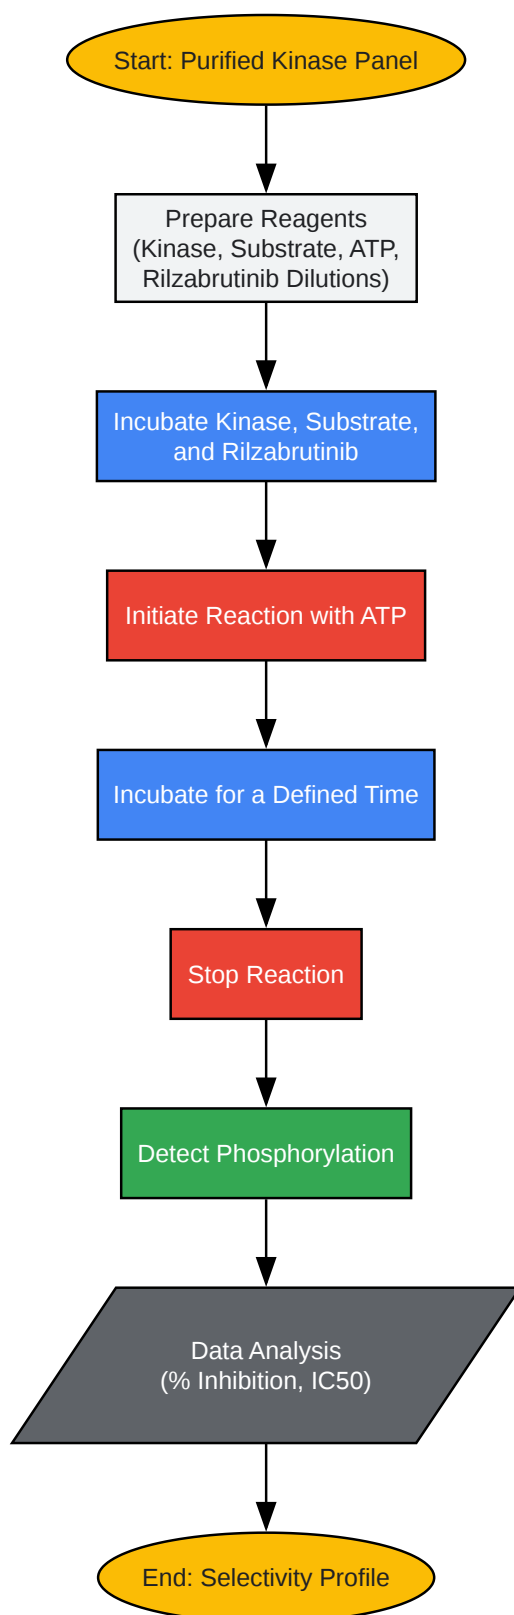 Start: Purified Kinase Panel
Prepare Reagents
(Kinase, Substrate, ATP,
Rilzabrutinib Dilutions)
Incubate Kinase, Substrate,
and Rilzabrutinib
Initiate Reaction with ATP
Incubate for a Defined Time
Stop Reaction
Detect Phosphorylation
Data Analysis
(% Inhibition, IC50)
End: Selectivity Profile